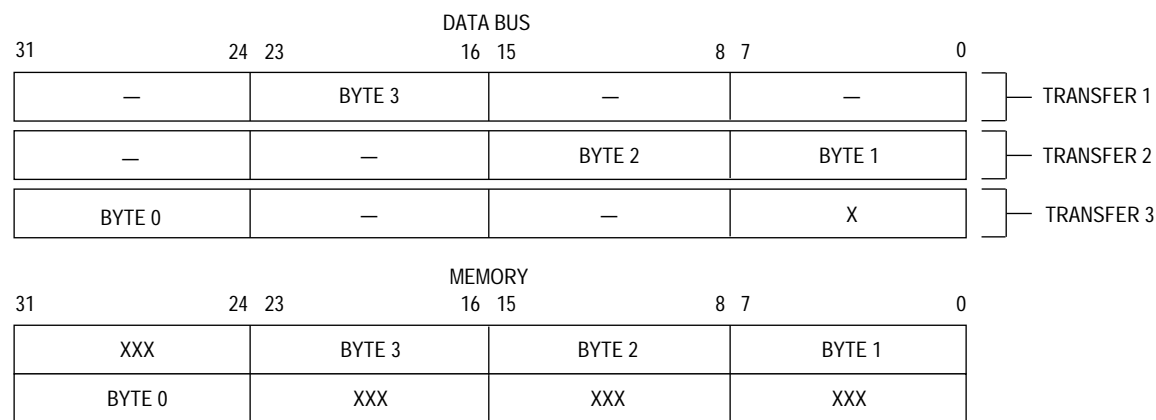 DATA BUS
31 24 23 16 15 8 7 0
— BYTE 3 — — TRANSFER 1
— — BYTE 2 BYTE 1 TRANSFER 2
BYTE 0 — — X TRANSFER 3
MEMORY
31 24 23 16 15 8 7 0
XXX BYTE 3 BYTE 2 BYTE 1
BYTE 0 XXX XXX XXX